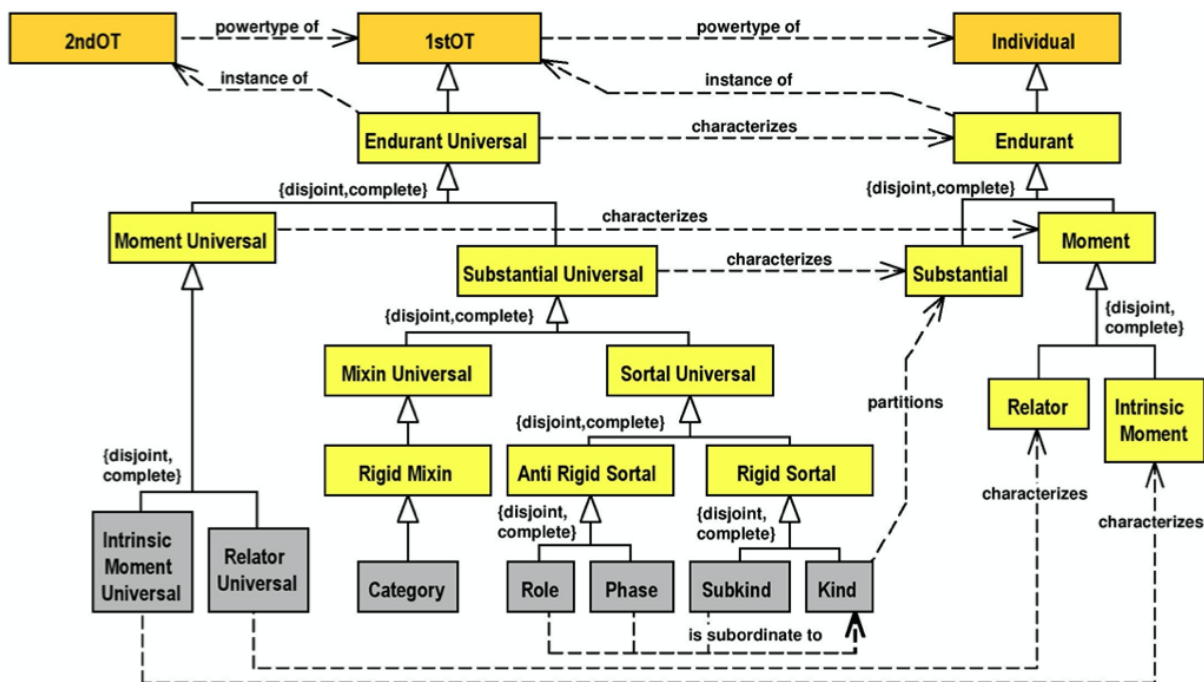 2ndOT
powertype of
1stOT
powertype of
Individual
instance of
instance of
Endurant Universal
characterizes
Endurant
{disjoint,complete}
{disjoint,complete}
Moment Universal
characterizes
Moment
Substantial Universal
characterizes
Substantial
{disjoint,complete}
{disjoint,
complete}
Mixin Universal
Sortal Universal
partitions
Relator
Intrinsic
Moment
{disjoint,complete}
{disjoint,
complete}
Rigid Mixin
Anti Rigid Sortal
Rigid Sortal
characterizes
characterizes
{disjoint,
complete}
{disjoint,
complete}
Intrinsic
Moment
Universal
Relator
Universal
Category
Role
Phase
Subkind
Kind
is subordinate to